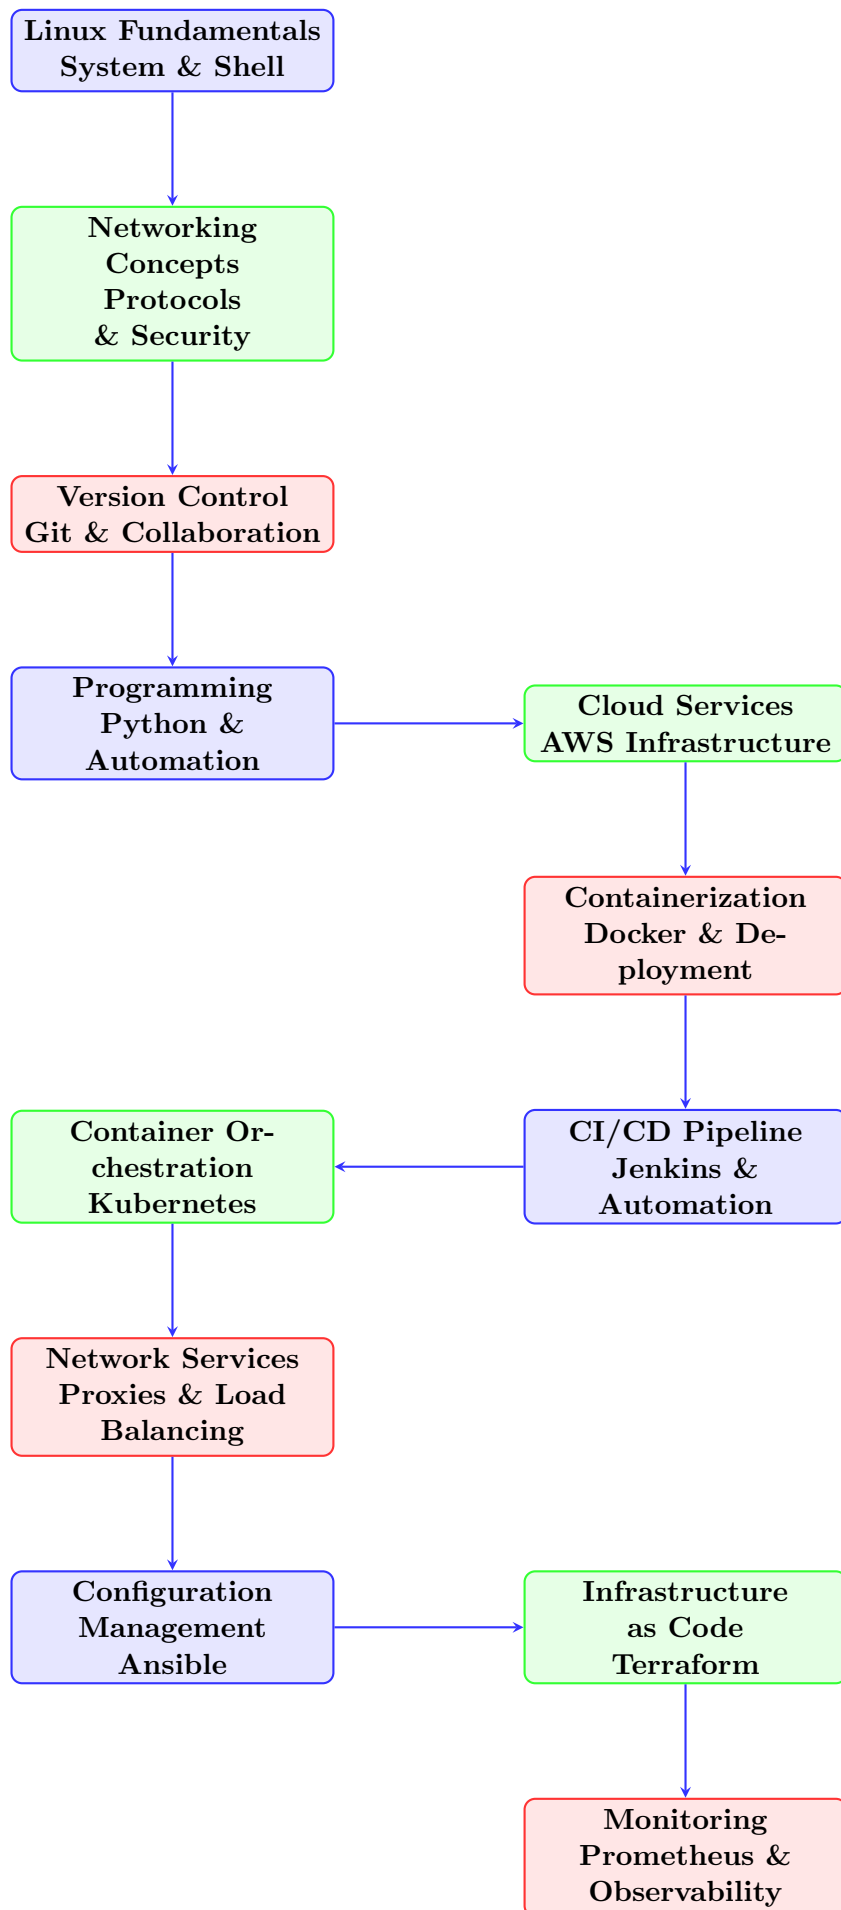 Linux Fundamentals
System & Shell
Networking
Concepts
Protocols
& Security
Version Control
Git & Collaboration
Programming
Python &
Automation
Cloud Services
AWS Infrastructure
Containerization
Docker & De-
ployment
CI/CD Pipeline
Jenkins &
Automation
Container Or-
chestration
Kubernetes
Network Services
Proxies & Load
Balancing
Configuration
Management
Ansible
Infrastructure
as Code
Terraform
Monitoring
Prometheus &
Observability